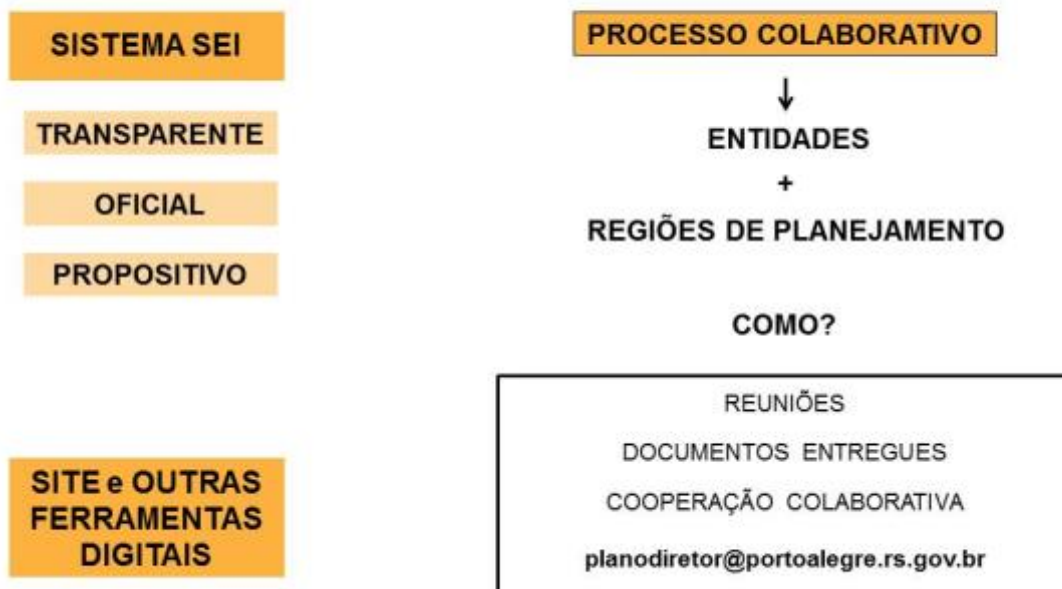 SISTEMA SEI
TRANSPARENTE
OFICIAL
PROPOSITIVO
SITE e OUTRAS
FERRAMENTAS
DIGITAIS
PROCESSO COLABORATIVO
ENTIDADES
+
REGIÕES DE PLANEJAMENTO
COMO?
REUNIÕES
DOCUMENTOS ENTREGUES
COOPERAÇÃO COLABORATIVA
planodiretor@portoalegre.rs.gov.br